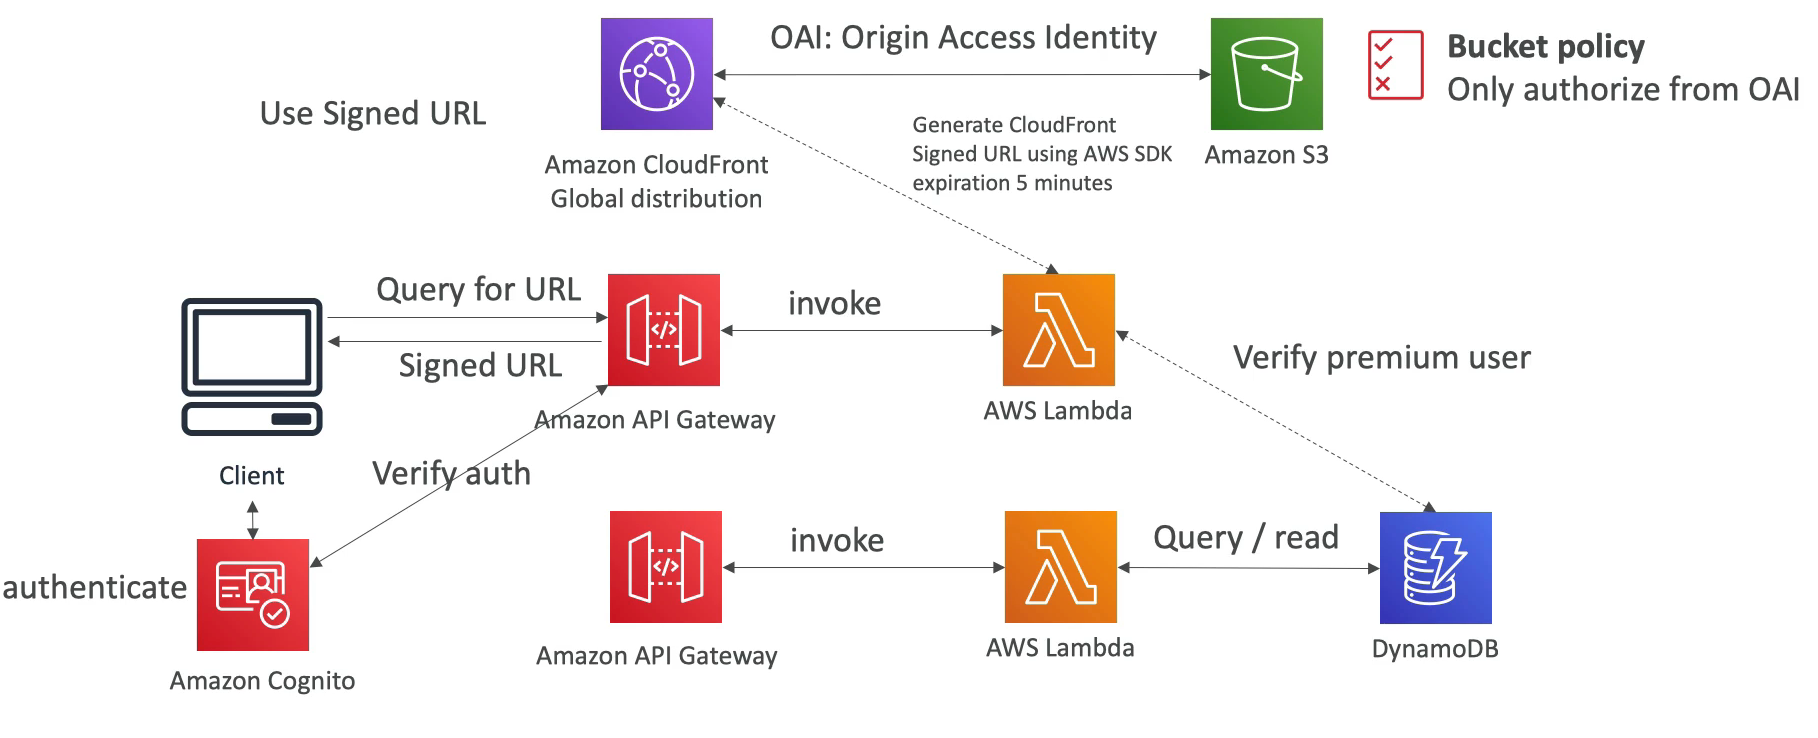 OAI: Origin Access Identity
Bucket policy
Only authorize from OAI
Use Signed URL
Generate CloudFront
Signed URL using AWS SDK
expiration 5 minutes
Amazon CloudFront
Global distribution
Amazon S3
Query for URL
invoke
Signed URL
Verify premium user
Amazon API Gateway
AWS Lambda
Client
Verify auth
invoke
Query / read
authenticate
Amazon API Gateway
AWS Lambda
DynamoDB
Amazon Cognito